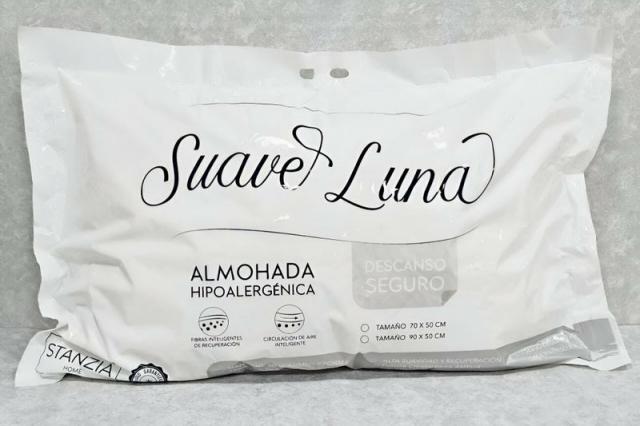 Suave Luna
ALMOHADA
HIPOALERGÉNICA
DESCANSO
SEGURO
FIBRAS INTELIGENTES
DE RECUPERACIÓN
CIRCULACIÓN DE AIRE
INTELIGENTE
TAMAÑO 70 X 50 CM
TAMAÑO 90 X 50 CM
STANZIA
HOME